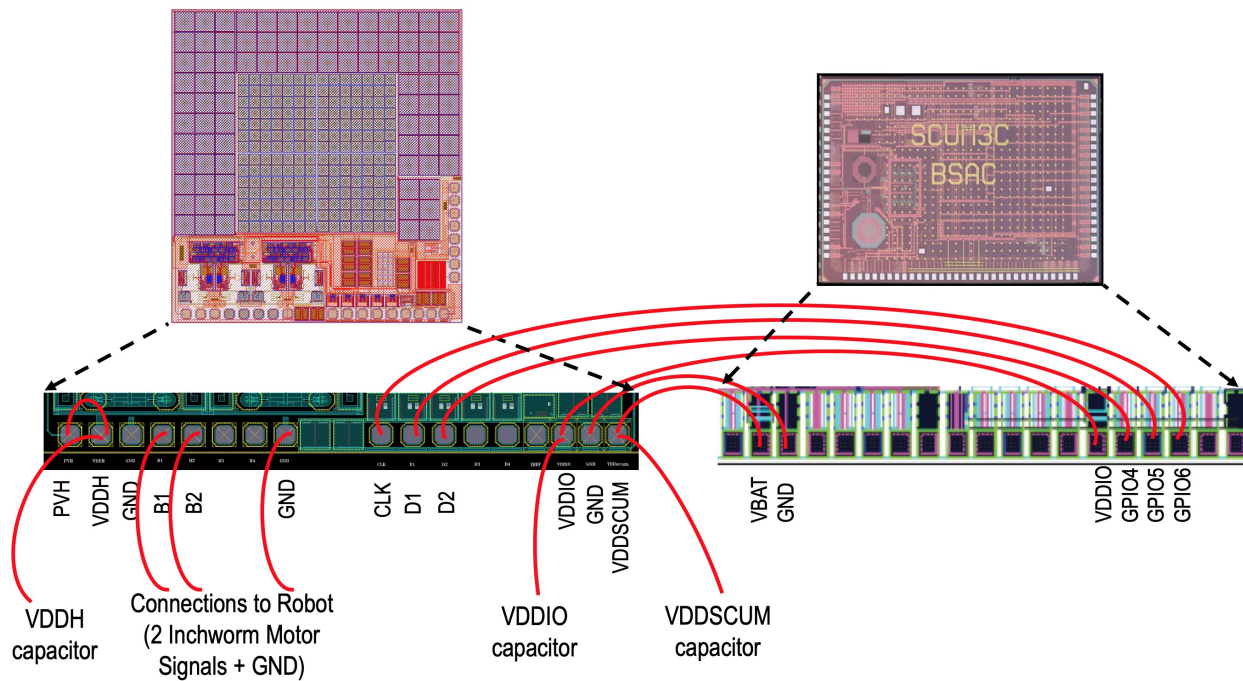 SCUM3C
BSAC
PVH VDDH GND B1 B2 B3 B4 GND CLK D1 D2 D3 D4 IREF VDDIO GND VDDscum
PVH
VDDH
GND
B1
B2
GND
CLK
D1
D2
VDDIO
GND
VDDSCUM
VBAT
GND
VDDIO
GPIO4
GPIO5
GPIO6
VDDH
capacitor
Connections to Robot
(2 Inchworm Motor
Signals + GND)
VDDIO
capacitor
VDDSCUM
capacitor